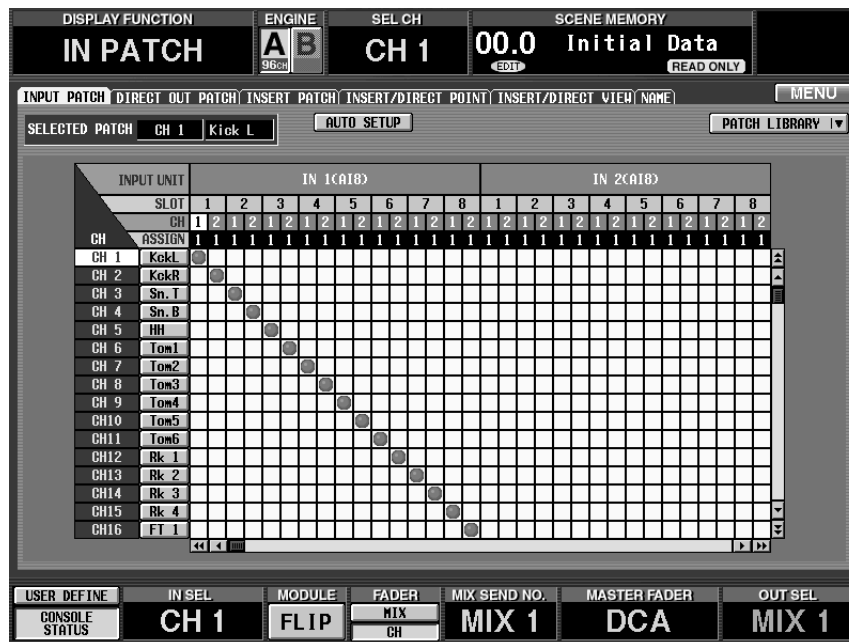 DISPLAY FUNCTION ENGINE SEL CH SCENE MEMORY
IN PATCH A 96CH B CH 1 00.0 EDIT Initial Data READ ONLY
INPUT PATCH DIRECT OUT PATCH INSERT PATCH INSERT/DIRECT POINT INSERT/DIRECT VIEW NAME MENU
SELECTED PATCH CH 1 Kick L AUTO SETUP PATCH LIBRARY
INPUT UNIT IN 1(AI8) IN 2(AI8)
SLOT 1 2 3 4 5 6 7 8 1 2 3 4 5 6 7 8
CH 1 2 1 2 1 2 1 2 1 2 1 2 1 2 1 2 1 2 1 2 1 2 1 2 1 2 1 2 1 2 1 2
CH ASSIGN 1 1 1 1 1 1 1 1 1 1 1 1 1 1 1 1 1 1 1 1 1 1 1 1 1 1 1 1 1 1 1 1
CH 1 KckL
CH 2 KckR
CH 3 Sn.T
CH 4 Sn.B
CH 5 HH
CH 6 Tom1
CH 7 Tom2
CH 8 Tom3
CH 9 Tom4
CH10 Tom5
CH11 Tom6
CH12 Rk 1
CH13 Rk 2
CH14 Rk 3
CH15 Rk 4
CH16 FT 1
USER DEFINE IN SEL MODULE FADER MIX SEND NO. MASTER FADER OUT SEL
CONSOLE STATUS CH 1 FLIP MIX CH MIX 1 DCA MIX 1